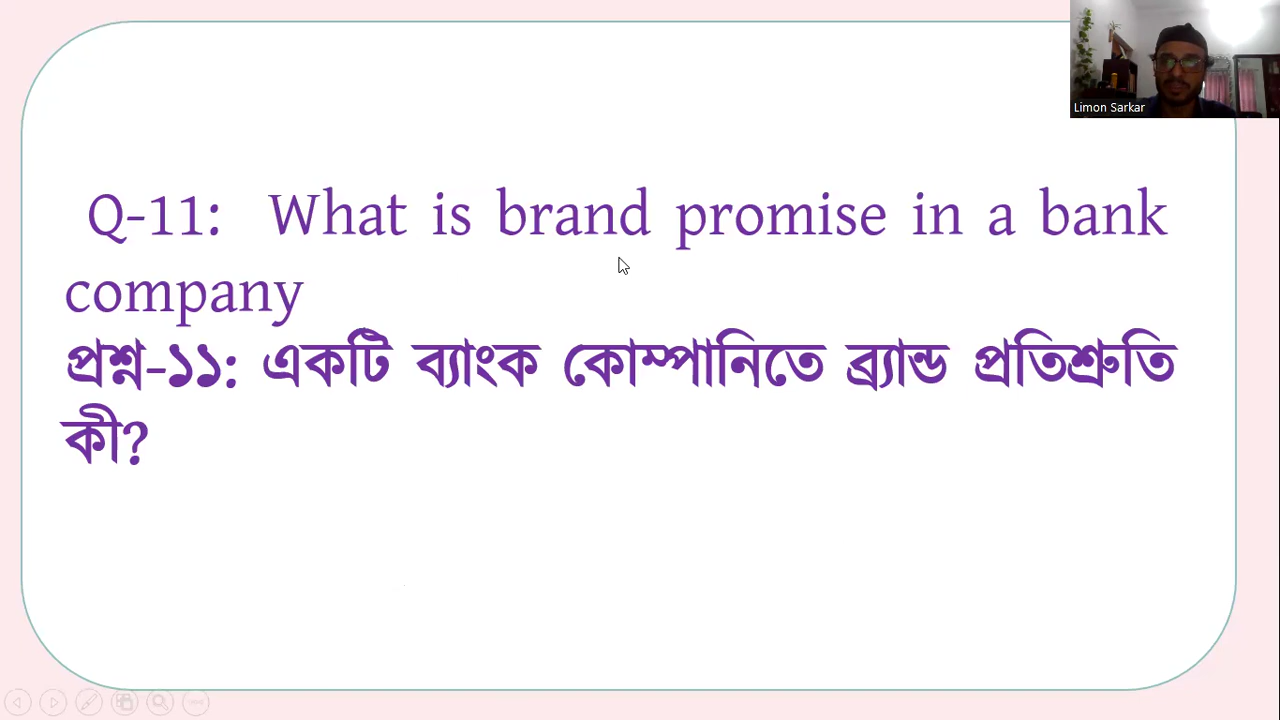 Limon Sarkar
Q-11: What is brand promise in a bank
company
প্রশ্ন-১১: একটি ব্যাংক কোম্পানিতে ব্র্যান্ড প্রতিশ্রুতি
কী?